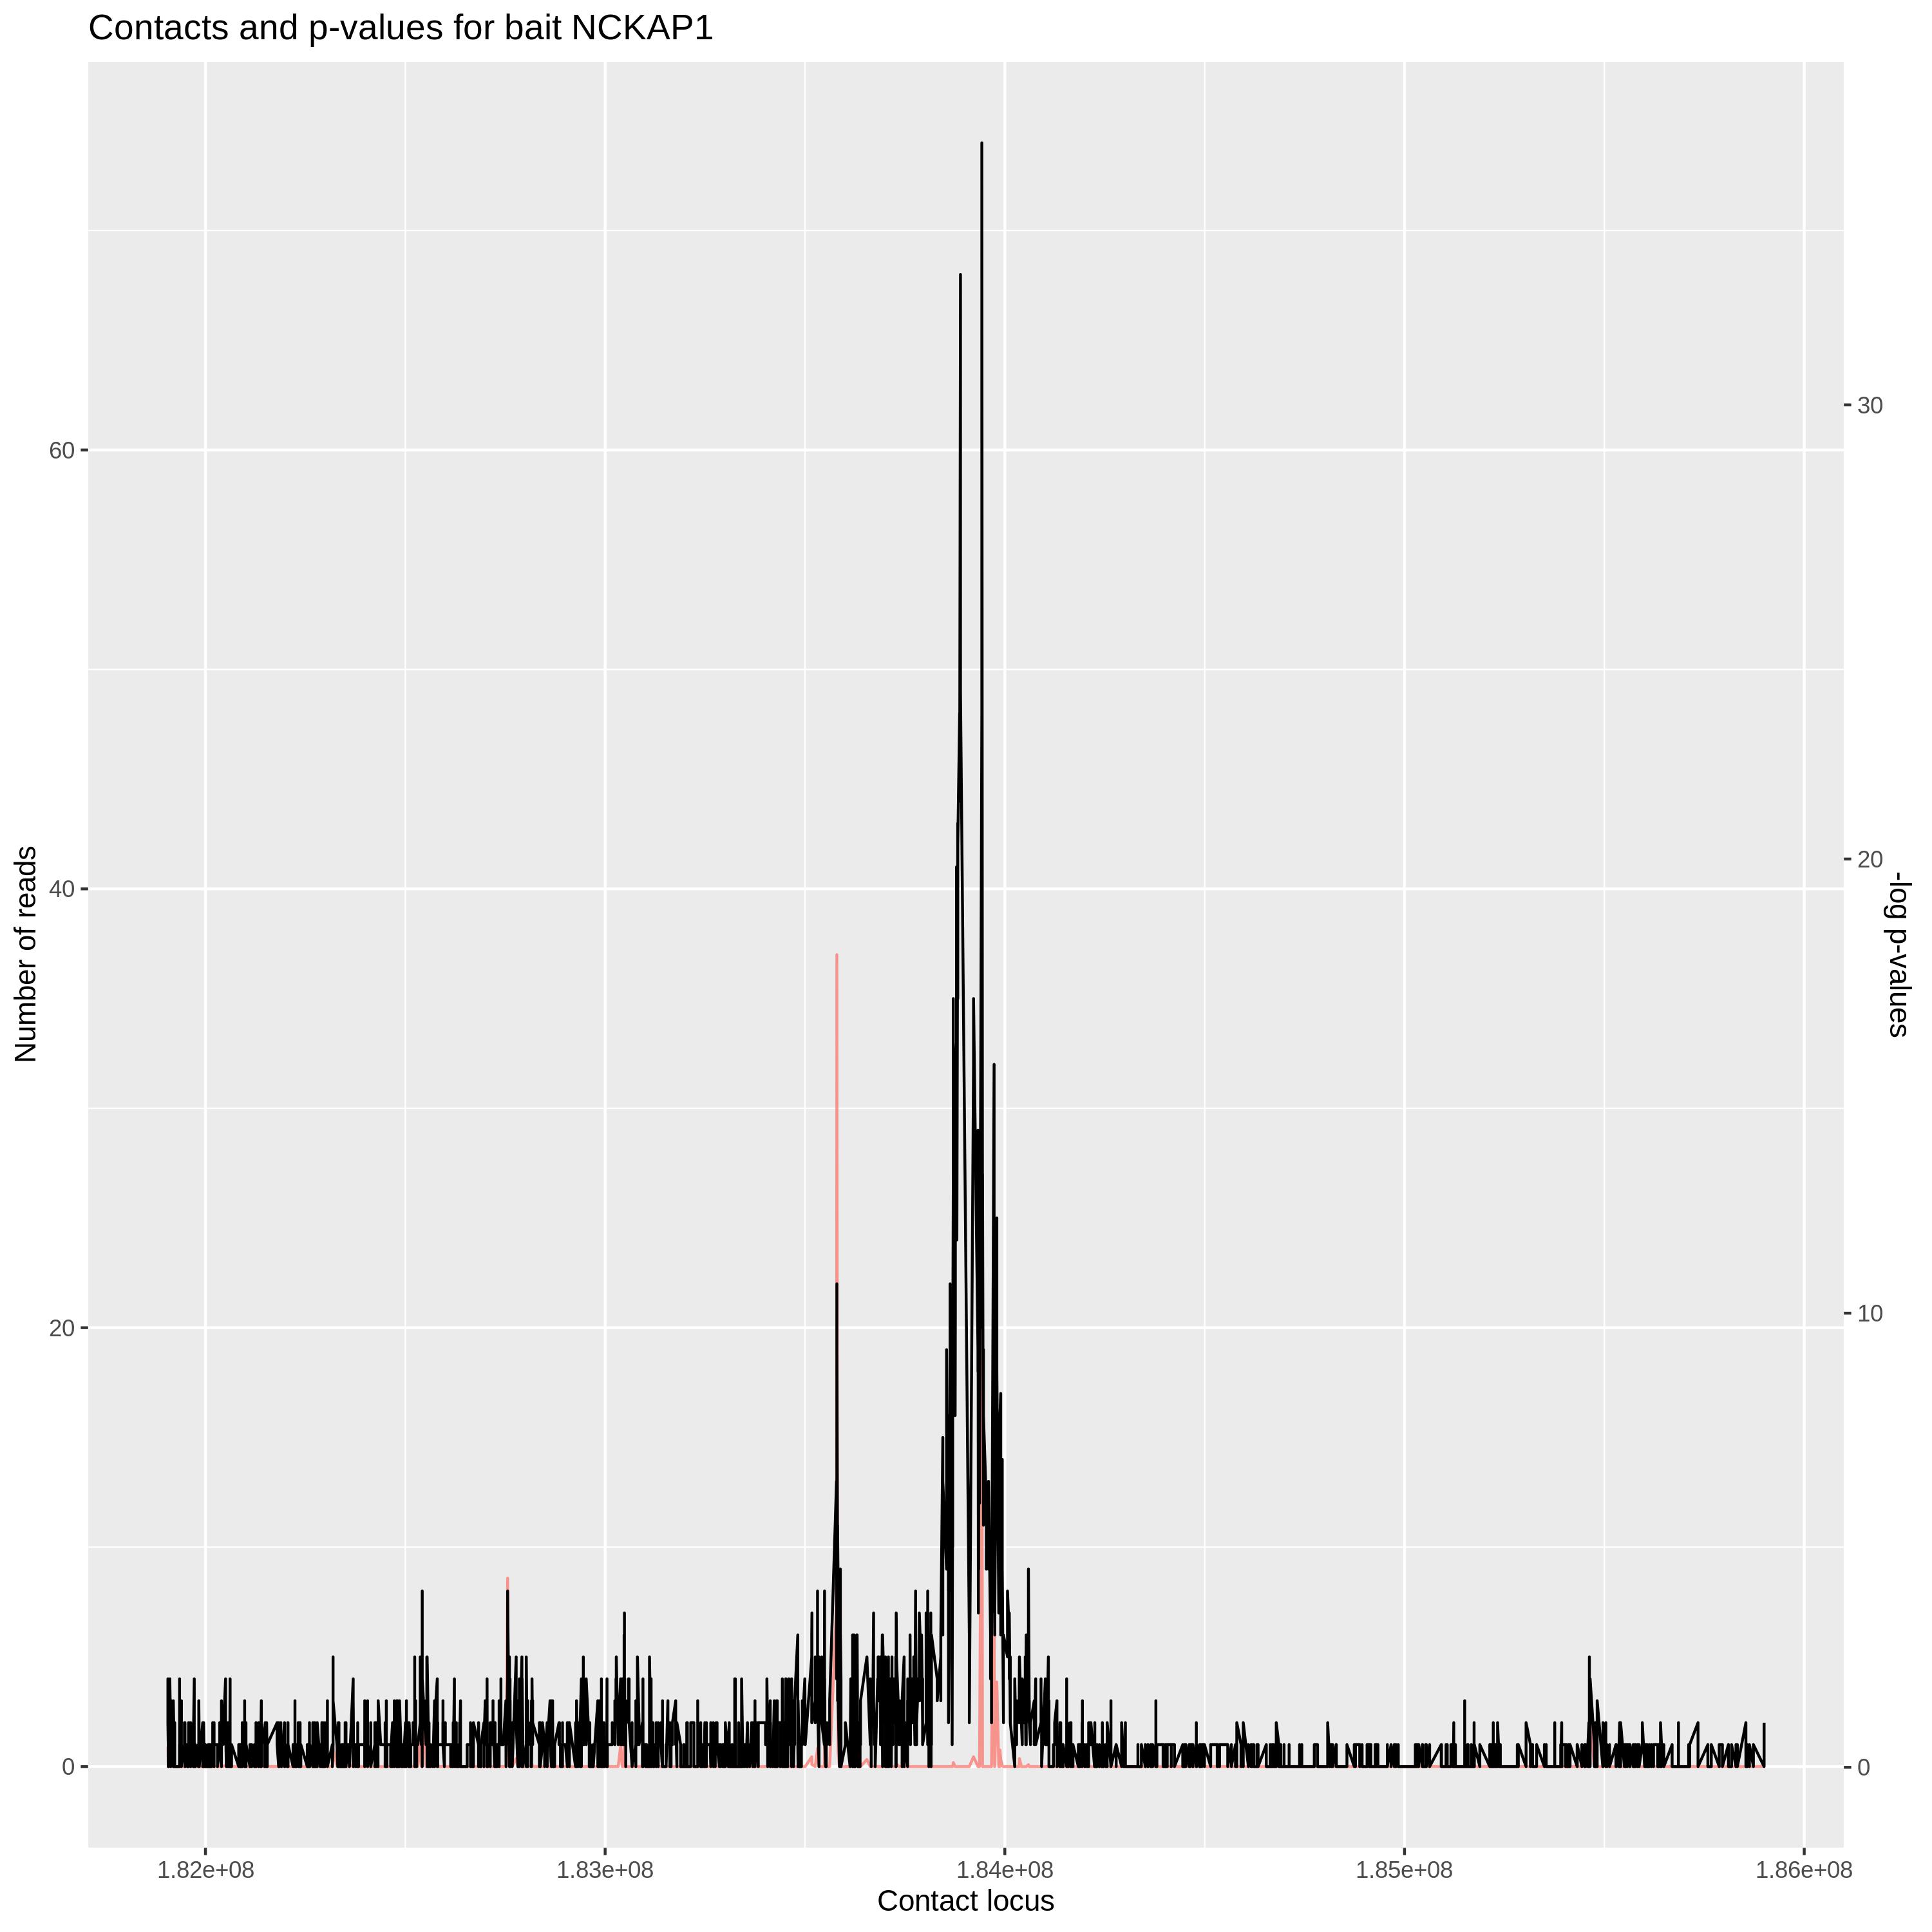 Contacts and p-values for bait NCKAP1
Number of reads
60
40
20
0
30
20
10
0
-log p-values
1.82e+08
1.83e+08
1.84e+08
1.85e+08
1.86e+08
Contact locus